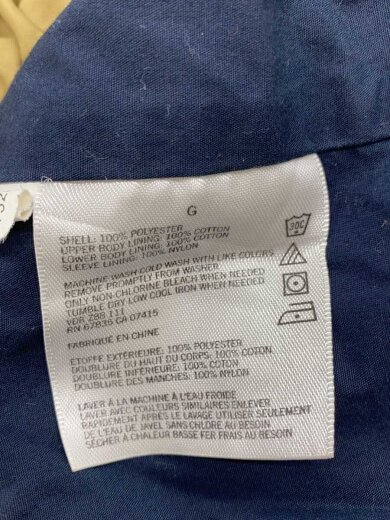 G
SHELL: 100% POLYESTER
UPPER BODY LINING: 100% COTTON
LOWER BODY LINING: 100% COTTON
SLEEVE LINING: 100% NYLON
30C
MACHINE WASH COLD WASH WITH LIKE COLORS
REMOVE PROMPTLY FROM WASHER
ONLY NON-CHLORINE BLEACH WHEN NEEDED
TUMBLE DRY LOW COOL IRON WHEN NEEDED
VDR Z88 111
RN 67835 CA 07415
FABRIQUÉ EN CHINE
ETOFFE EXTÉRIEURE: 100% POLYESTER
DOUBLURE DU HAUT DU CORPS: 100% COTON
DOUBLURE INFÉRIEURE: 100% COTON
DOUBLURE DES MANCHES: 100% NYLON
LAVER À LA MACHINE À L'EAU FROIDE
LAVER AVEC COULEURS SIMILAIRES ENLEVER
RAPIDEMENT APRÈS LE LAVAGE UTILISER UNIQUEMENT
DE L'EAU DE JAVEL SANS CHLORE AU BESOIN
SÉCHER À CHALEUR BASSE FER FRAIS AU BESOIN